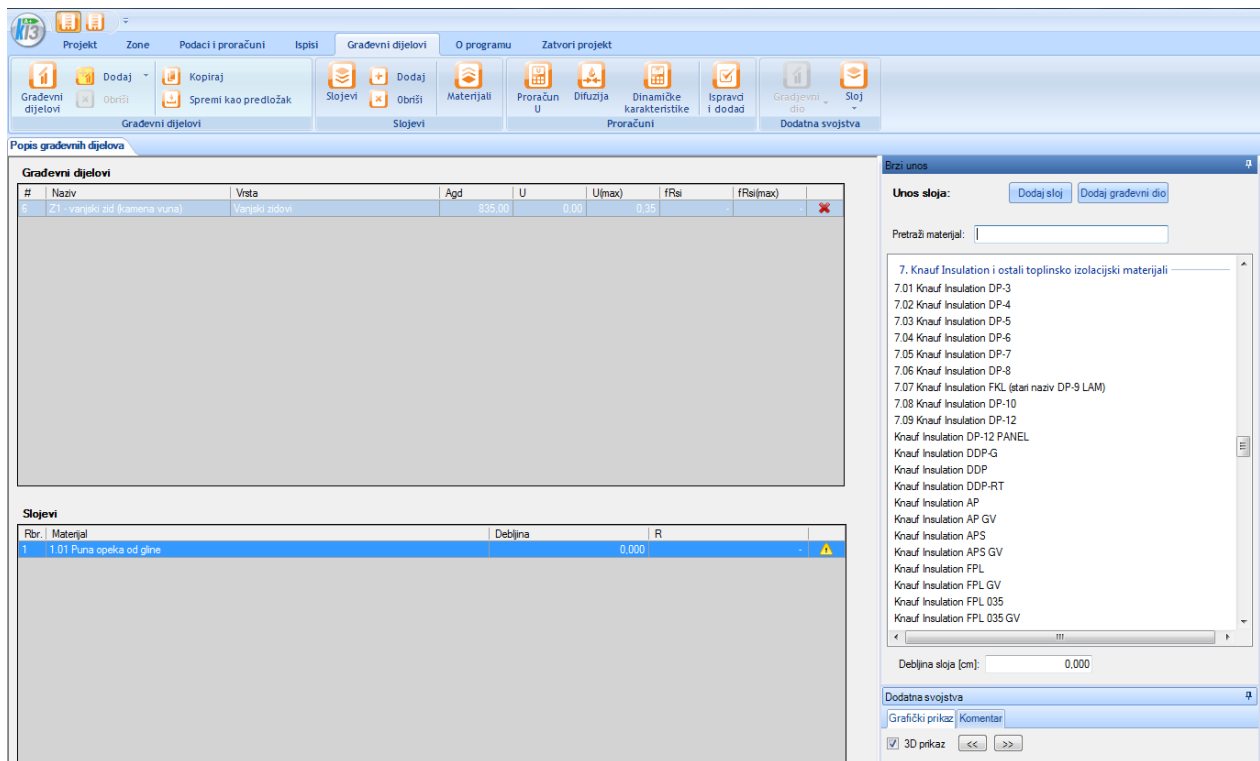 A+
ki3
Projekt Zone Podaci i proračuni Ispisi Građevni dijelovi O programu Zatvori projekt
Građevni dijelovi Dodaj Obriši Kopiraj Spremi kao predložak
Građevni dijelovi
Slojevi Dodaj Obriši Materijali
Slojevi
Proračun U Difuzija Dinamičke karakteristike Ispravci i dodaci
Proračuni
Gradjevni dio Sloj
Dodatna svojstva
Popis građevnih dijelova
Građevni dijelovi
# Naziv Vrsta Agd U U(max) fRsi fRsi(max)
6 Z1 - vanjski zid (kamena vuna) Vanjski zidovi 835,00 0,00 0,35 - -
Slojevi
Rbr. Materijal Debljina R
1 1.01 Puna opeka od gline 0,000 -
Brzi unos
Unos sloja: Dodaj sloj Dodaj građevni dio
Pretraži materijal:
7. Knauf Insulation i ostali toplinsko izolacijski materijali
7.01 Knauf Insulation DP-3
7.02 Knauf Insulation DP-4
7.03 Knauf Insulation DP-5
7.04 Knauf Insulation DP-6
7.05 Knauf Insulation DP-7
7.06 Knauf Insulation DP-8
7.07 Knauf Insulation FKL (stari naziv DP-9 LAM)
7.08 Knauf Insulation DP-10
7.09 Knauf Insulation DP-12
Knauf Insulation DP-12 PANEL
Knauf Insulation DDP-G
Knauf Insulation DDP
Knauf Insulation DDP-RT
Knauf Insulation AP
Knauf Insulation AP GV
Knauf Insulation APS
Knauf Insulation APS GV
Knauf Insulation FPL
Knauf Insulation FPL GV
Knauf Insulation FPL 035
Knauf Insulation FPL 035 GV
Debljina sloja [cm]: 0,000
Dodatna svojstva
Grafički prikaz Komentar
3D prikaz << >>